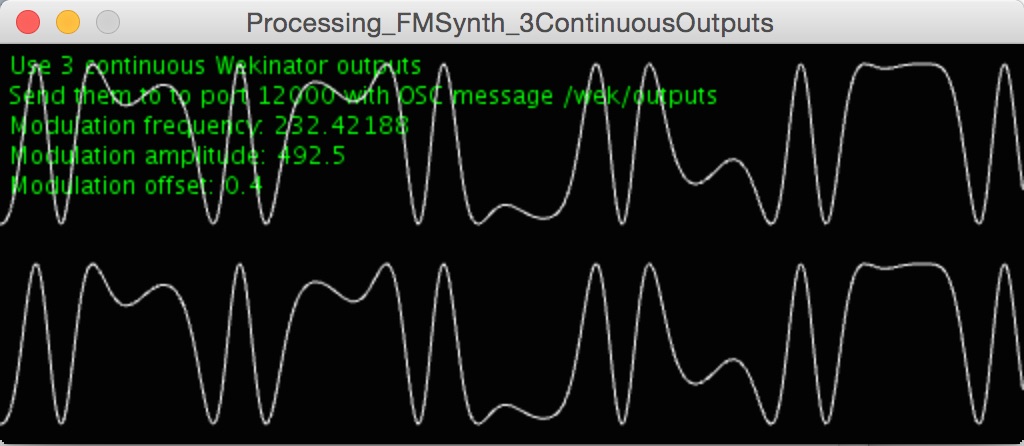 Processing_FMSynth_3ContinuousOutputs
Use 3 continuous Wekinator outputs
Send them to to port 12000 with OSC message /wek/outputs
Modulation frequency: 232.42188
Modulation amplitude: 492.5
Modulation offset: 0.4